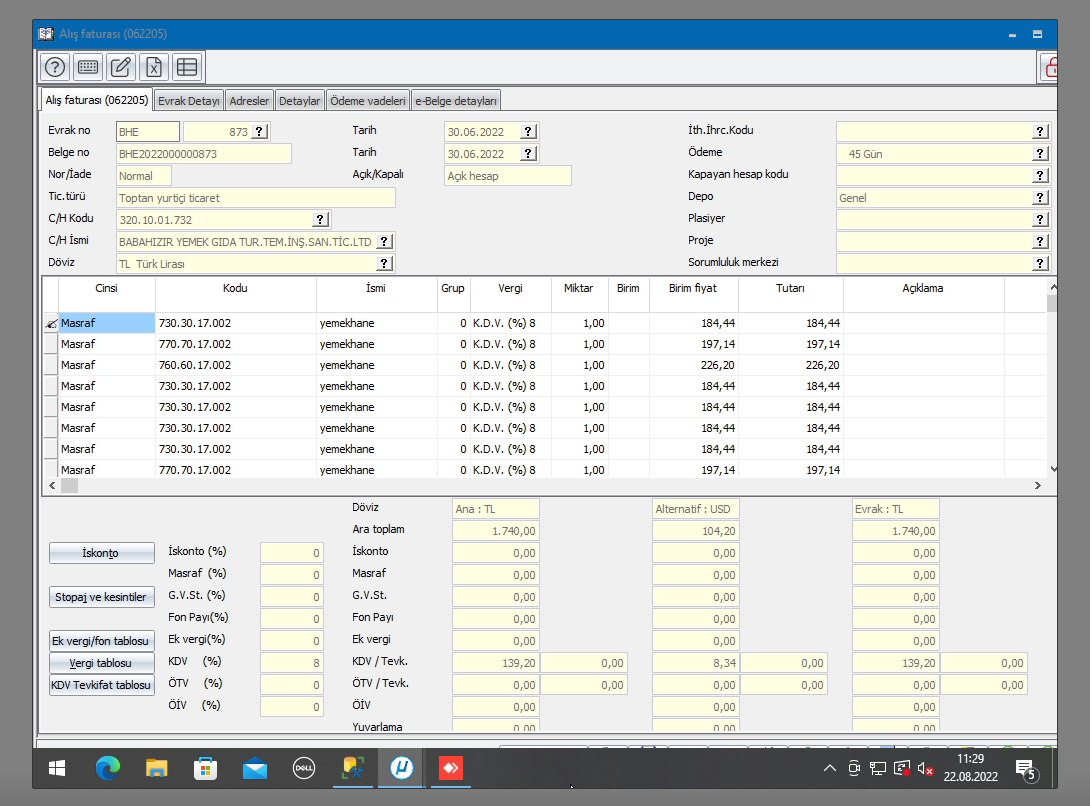 Alış faturası (062205)
Alış faturası (062205) Evrak Detayı Adresler Detaylar Ödeme vadeleri e-Belge detayları
Evrak no BHE 873 ? Tarih 30.06.2022 ? İth.İhrc.Kodu ?
Belge no BHE2022000000873 Tarih 30.06.2022 ? Ödeme 45 Gün ?
Nor/İade Normal Açık/Kapalı Açık hesap Kapayan hesap kodu ?
Tic.türü Toptan yurtiçi ticaret Depo Genel ?
C/H Kodu 320.10.01.732 ? Plasiyer ?
C/H İsmi BABAHIZIR YEMEK GIDA TUR.TEM.İNŞ.SAN.TİC.LTD. ? Proje ?
Döviz TL Türk Lirası ? Sorumluluk merkezi ?
Cinsi Kodu İsmi Grup Vergi Miktar Birim Birim fiyat Tutarı Açıklama
Masraf 730.30.17.002 yemekhane 0 K.D.V. (%) 8 1,00 184,44 184,44
Masraf 770.70.17.002 yemekhane 0 K.D.V. (%) 8 1,00 197,14 197,14
Masraf 760.60.17.002 yemekhane 0 K.D.V. (%) 8 1,00 226,20 226,20
Masraf 730.30.17.002 yemekhane 0 K.D.V. (%) 8 1,00 184,44 184,44
Masraf 730.30.17.002 yemekhane 0 K.D.V. (%) 8 1,00 184,44 184,44
Masraf 730.30.17.002 yemekhane 0 K.D.V. (%) 8 1,00 184,44 184,44
Masraf 730.30.17.002 yemekhane 0 K.D.V. (%) 8 1,00 184,44 184,44
Masraf 770.70.17.002 yemekhane 0 K.D.V. (%) 8 1,00 197,14 197,14
Döviz Ana : TL Alternatif : USD Evrak : TL
Ara toplam 1.740,00 104,20 1.740,00
İskonto İskonto (%) 0 İskonto 0,00 0,00 0,00
Masraf (%) 0 Masraf 0,00 0,00 0,00
Stopaj ve kesintiler G.V.St. (%) 0 G.V.St. 0,00 0,00 0,00
Fon Payı(%) 0 Fon Payı 0,00 0,00 0,00
Ek vergi/fon tablosu Ek vergi(%) 0 Ek vergi 0,00 0,00 0,00
Vergi tablosu KDV (%) 8 KDV / Tevk. 139,20 0,00 8,34 0,00 139,20 0,00
KDV Tevkifat tablosu ÖTV (%) 0 ÖTV / Tevk. 0,00 0,00 0,00 0,00 0,00 0,00
ÖİV (%) 0 ÖİV 0,00 0,00 0,00
Yuvarlama 0,00 0,00 0,00
DELL
11:29
22.08.2022
5